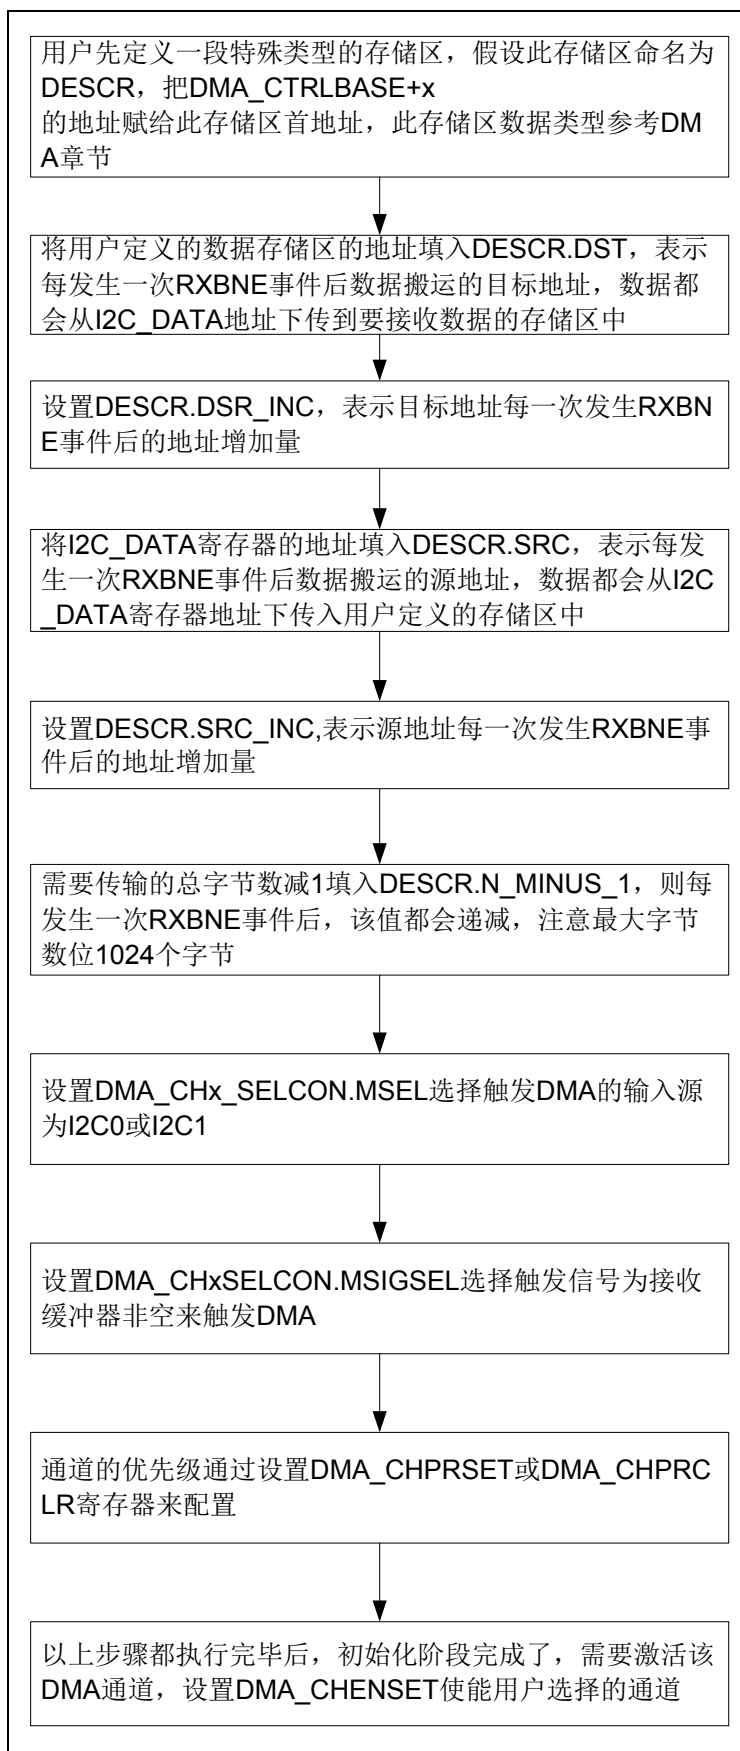 用户先定义一段特殊类型的存储区，假设此存储区命名为
DESCR，把DMA_CTRLBASE+x
的地址赋给此存储区首地址，此存储区数据类型参考DM
A章节
将用户定义的数据存储区的地址填入DESCR.DST，表示
每发生一次RXBNE事件后数据搬运的目标地址，数据都
会从I2C_DATA地址下传到要接收数据的存储区中
设置DESCR.DSR_INC，表示目标地址每一次发生RXBN
E事件后的地址增加量
将I2C_DATA寄存器的地址填入DESCR.SRC，表示每发
生一次RXBNE事件后数据搬运的源地址，数据都会从I2C
_DATA寄存器地址下传入用户定义的存储区中
设置DESCR.SRC_INC,表示源地址每一次发生RXBNE事
件后的地址增加量
需要传输的总字节数减1填入DESCR.N_MINUS_1，则每
发生一次RXBNE事件后，该值都会递减，注意最大字节
数位1024个字节
设置DMA_CHx_SELCON.MSEL选择触发DMA的输入源
为I2C0或I2C1
设置DMA_CHxSELCON.MSIGSEL选择触发信号为接收
缓冲器非空来触发DMA
通道的优先级通过设置DMA_CHPRSET或DMA_CHPRC
LR寄存器来配置
以上步骤都执行完毕后，初始化阶段完成了，需要激活该
DMA通道，设置DMA_CHENSET使能用户选择的通道